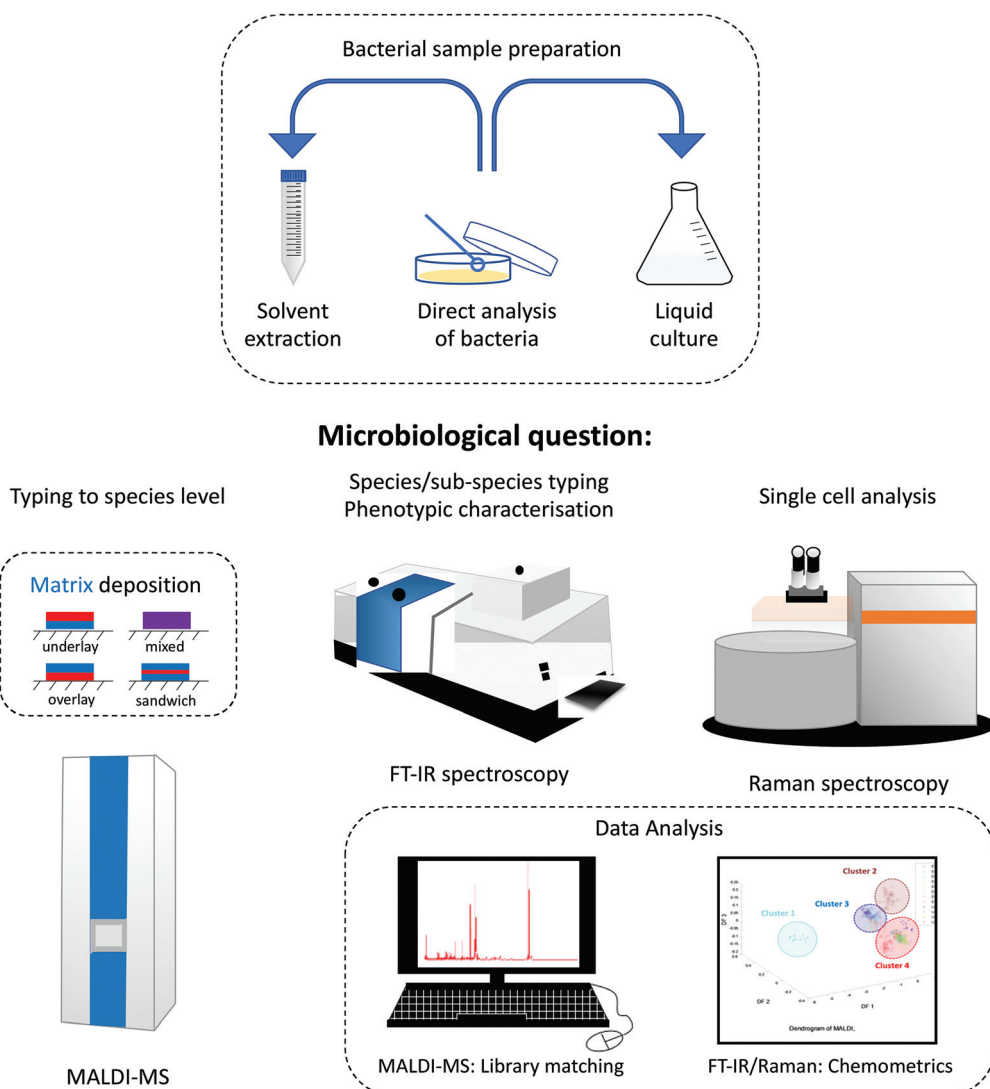 Bacterial sample preparation
Solvent
extraction
Direct analysis
of bacteria
Liquid
culture
Microbiological question:
Typing to species level
Species/sub-species typing
Phenotypic characterisation
Single cell analysis
Matrix deposition
underlay
mixed
overlay
sandwich
FT-IR spectroscopy
Raman spectroscopy
MALDI-MS
Data Analysis
Cluster 2
Cluster 3
Cluster 1
Cluster 4
DF 3
DF 2
DF 1
Dendrogram of MALDI,
MALDI-MS: Library matching
FT-IR/Raman: Chemometrics